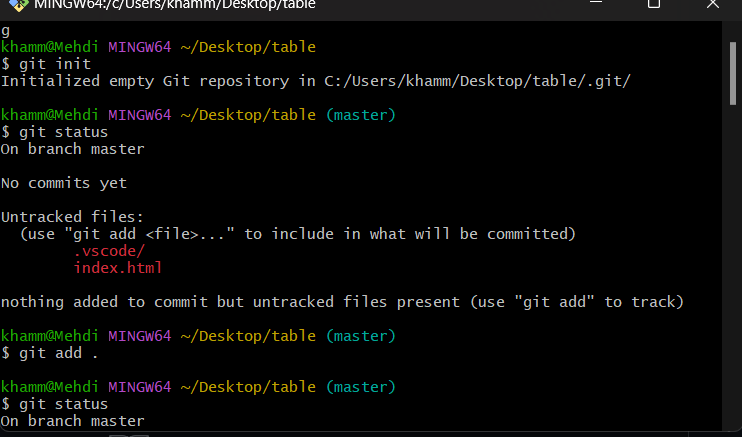 MINGW64:/c/Users/khamm/Desktop/table
g
khamm@Mehdi MINGW64 ~/Desktop/table
$ git init
Initialized empty Git repository in C:/Users/khamm/Desktop/table/.git/
khamm@Mehdi MINGW64 ~/Desktop/table (master)
$ git status
On branch master
No commits yet
Untracked files:
(use "git add <file>..." to include in what will be committed)
.vscode/
index.html
nothing added to commit but untracked files present (use "git add" to track)
khamm@Mehdi MINGW64 ~/Desktop/table (master)
$ git add .
khamm@Mehdi MINGW64 ~/Desktop/table (master)
$ git status
On branch master